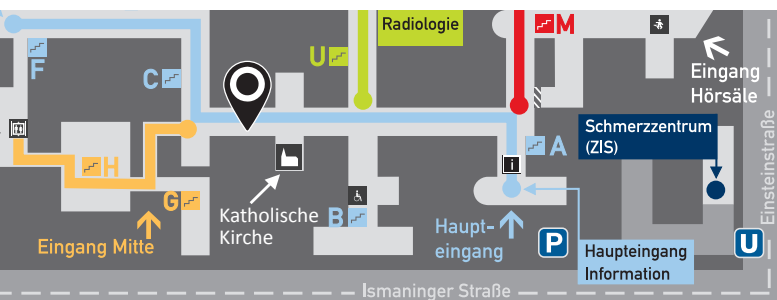 Radiologie
M
F
C
U
Eingang
Hörsäle
Schmerzzentrum
(ZIS)
Einsteinstraße
A
i
H
G
B
Katholische
Kirche
Eingang Mitte
Haupt-
eingang
P
Haupteingang
Information
U
Ismaninger Straße